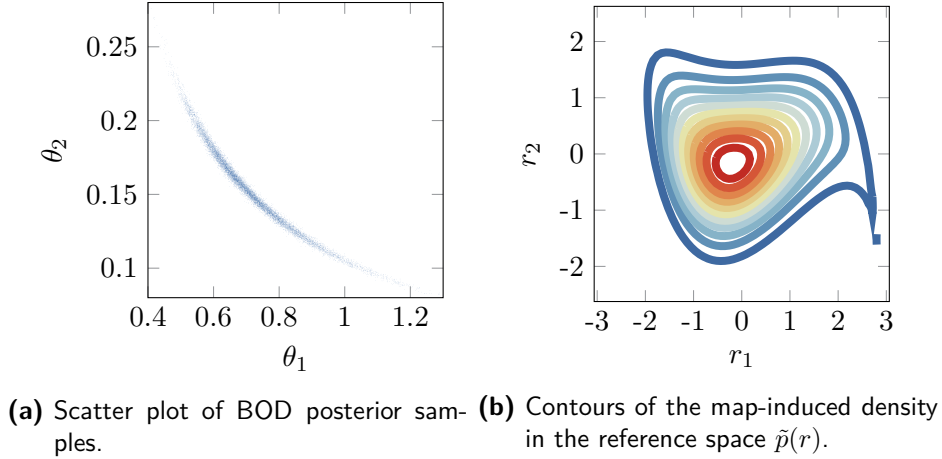 0.25
0.2
0.15
0.1
θ2
0.4 0.6 0.8 1 1.2
θ1
2
1
0
-1
-2
r2
-3 -2 -1 0 1 2 3
r1
(a) Scatter plot of BOD posterior sam-
ples.
(b) Contours of the map-induced density
in the reference space p̃(r).